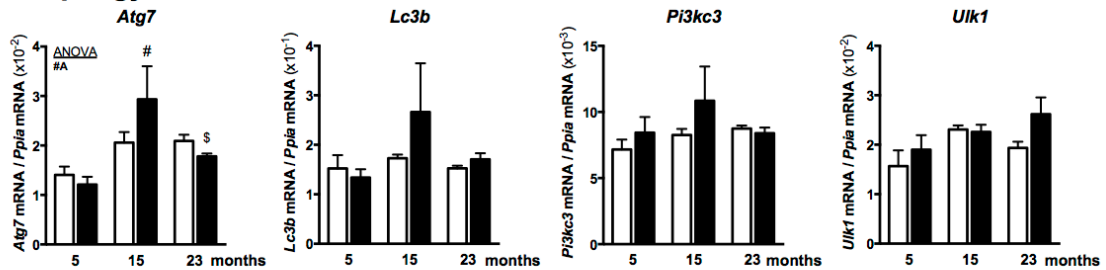 Atg7
Lc3b
Pi3kc3
Ulk1
Atg7 mRNA / Ppia mRNA (x10⁻²)
4
3
2
1
0
ANOVA
#A
#
$
5 15 23 months
Lc3b mRNA / Ppia mRNA (x10⁻¹)
4
3
2
1
0
5 15 23 months
Pi3kc3 mRNA / Ppia mRNA (x10⁻³)
15
10
5
0
5 15 23 months
Ulk1 mRNA / Ppia mRNA (x10⁻²)
4
3
2
1
0
5 15 23 months